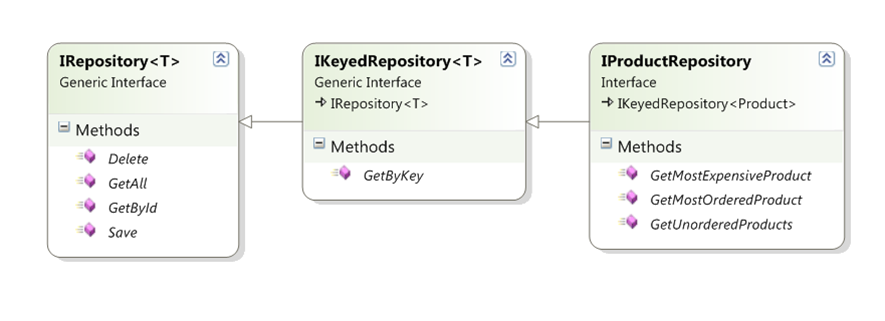 IRepository<T>
Generic Interface
Methods
Delete
GetAll
GetById
Save
IKeyedRepository<T>
Generic Interface
IRepository<T>
Methods
GetByKey
IProductRepository
Interface
IKeyedRepository<Product>
Methods
GetMostExpensiveProduct
GetMostOrderedProduct
GetUnorderedProducts